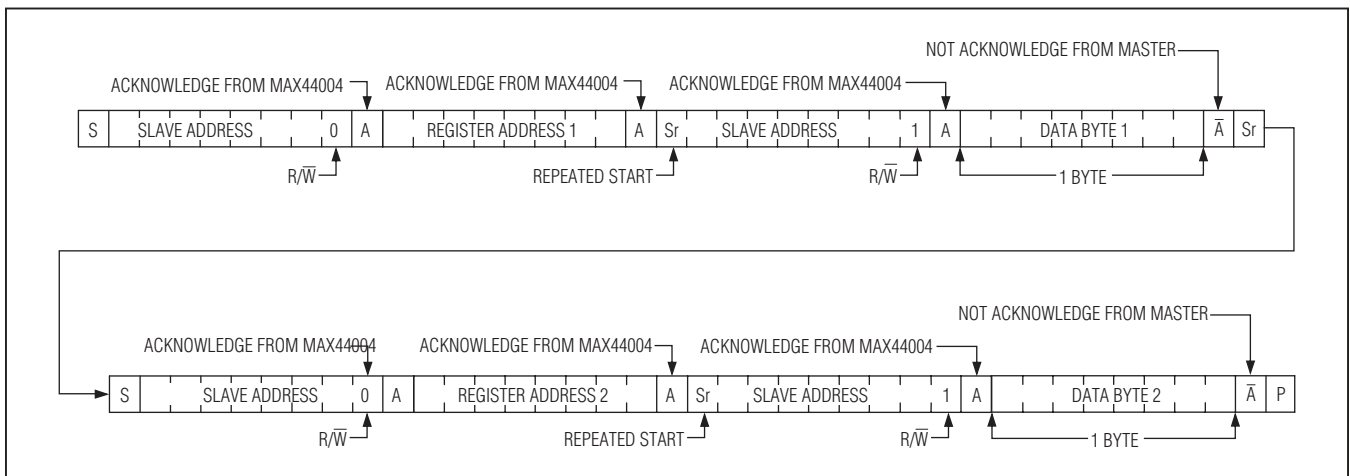 NOT ACKNOWLEDGE FROM MASTER
ACKNOWLEDGE FROM MAX44004 ACKNOWLEDGE FROM MAX44004 ACKNOWLEDGE FROM MAX44004
S SLAVE ADDRESS 0 A REGISTER ADDRESS 1 A Sr SLAVE ADDRESS 1 A DATA BYTE 1 A̅ Sr
R/W̅ REPEATED START R/W̅ 1 BYTE
NOT ACKNOWLEDGE FROM MASTER
ACKNOWLEDGE FROM MAX44004 ACKNOWLEDGE FROM MAX44004 ACKNOWLEDGE FROM MAX44004
S SLAVE ADDRESS 0 A REGISTER ADDRESS 2 A Sr SLAVE ADDRESS 1 A DATA BYTE 2 A̅ P
R/W̅ REPEATED START R/W̅ 1 BYTE